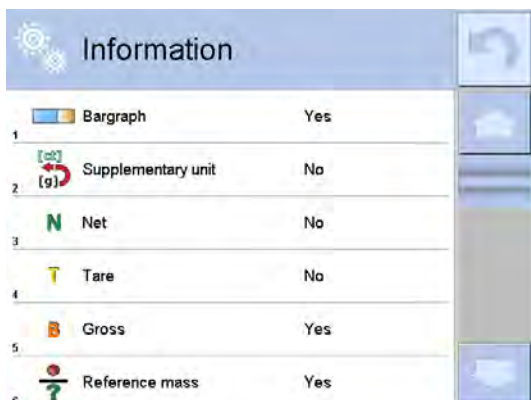 Information
1 Bargraph Yes
[ct]
(g)
2 Supplementary unit No
3 N Net No
4 T Tare No
5 B Gross Yes
6 ? Reference mass Yes